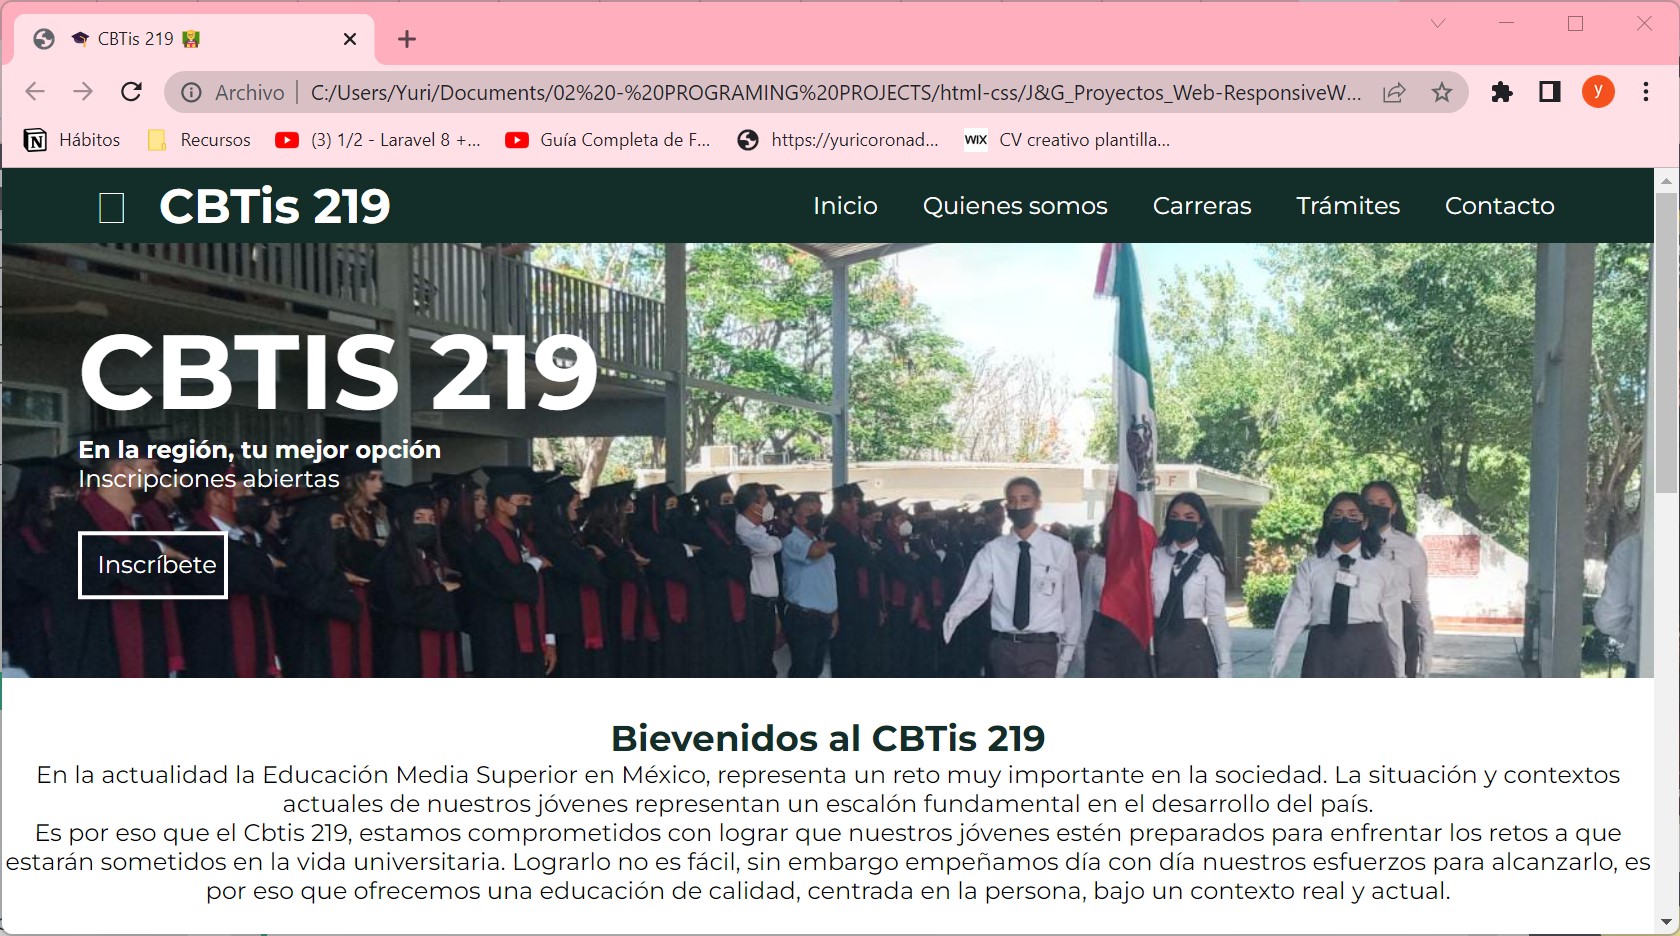 CBTis 219
Archivo
C:/Users/Yuri/Documents/02%20-%20PROGRAMING%20PROJECTS/html-css/J&G_Proyectos_Web-ResponsiveW...
y
Hábitos
Recursos
(3) 1/2 - Laravel 8 +...
Guía Completa de F...
https://yuricoronad...
WIX
CV creativo plantilla...
CBTis 219
Inicio
Quienes somos
Carreras
Trámites
Contacto
CBTIS 219
En la región, tu mejor opción
Inscripciones abiertas
Inscríbete
Bievenidos al CBTis 219
En la actualidad la Educación Media Superior en México, representa un reto muy importante en la sociedad. La situación y contextos
actuales de nuestros jóvenes representan un escalón fundamental en el desarrollo del país.
Es por eso que el Cbtis 219, estamos comprometidos con lograr que nuestros jóvenes estén preparados para enfrentar los retos a que
estarán sometidos en la vida universitaria. Lograrlo no es fácil, sin embargo empeñamos día con día nuestros esfuerzos para alcanzarlo, es
por eso que ofrecemos una educación de calidad, centrada en la persona, bajo un contexto real y actual.